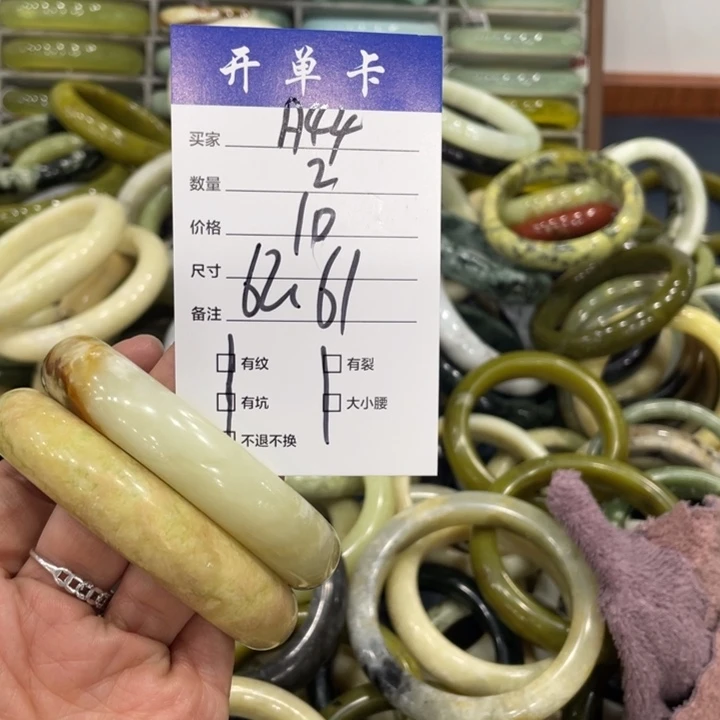 开单卡
买家 A44
数量 2
价格 10
尺寸 62 61
备注
有纹 有裂
有坑 大小腰
不退不换